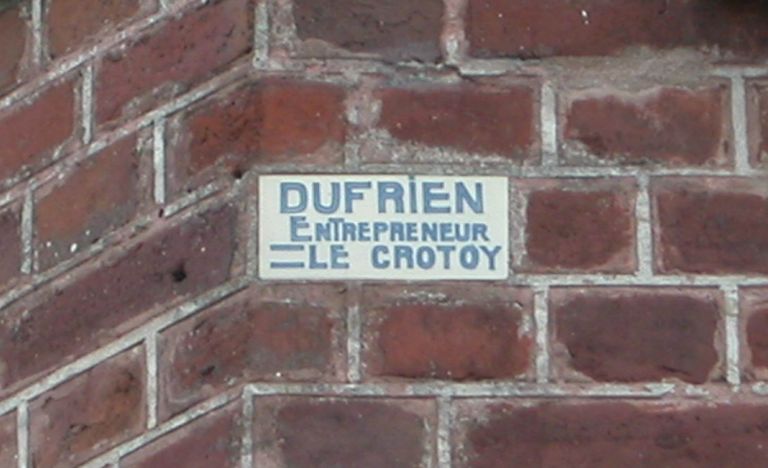 DUFRIEN
ENTREPRENEUR
=LE CROTOY